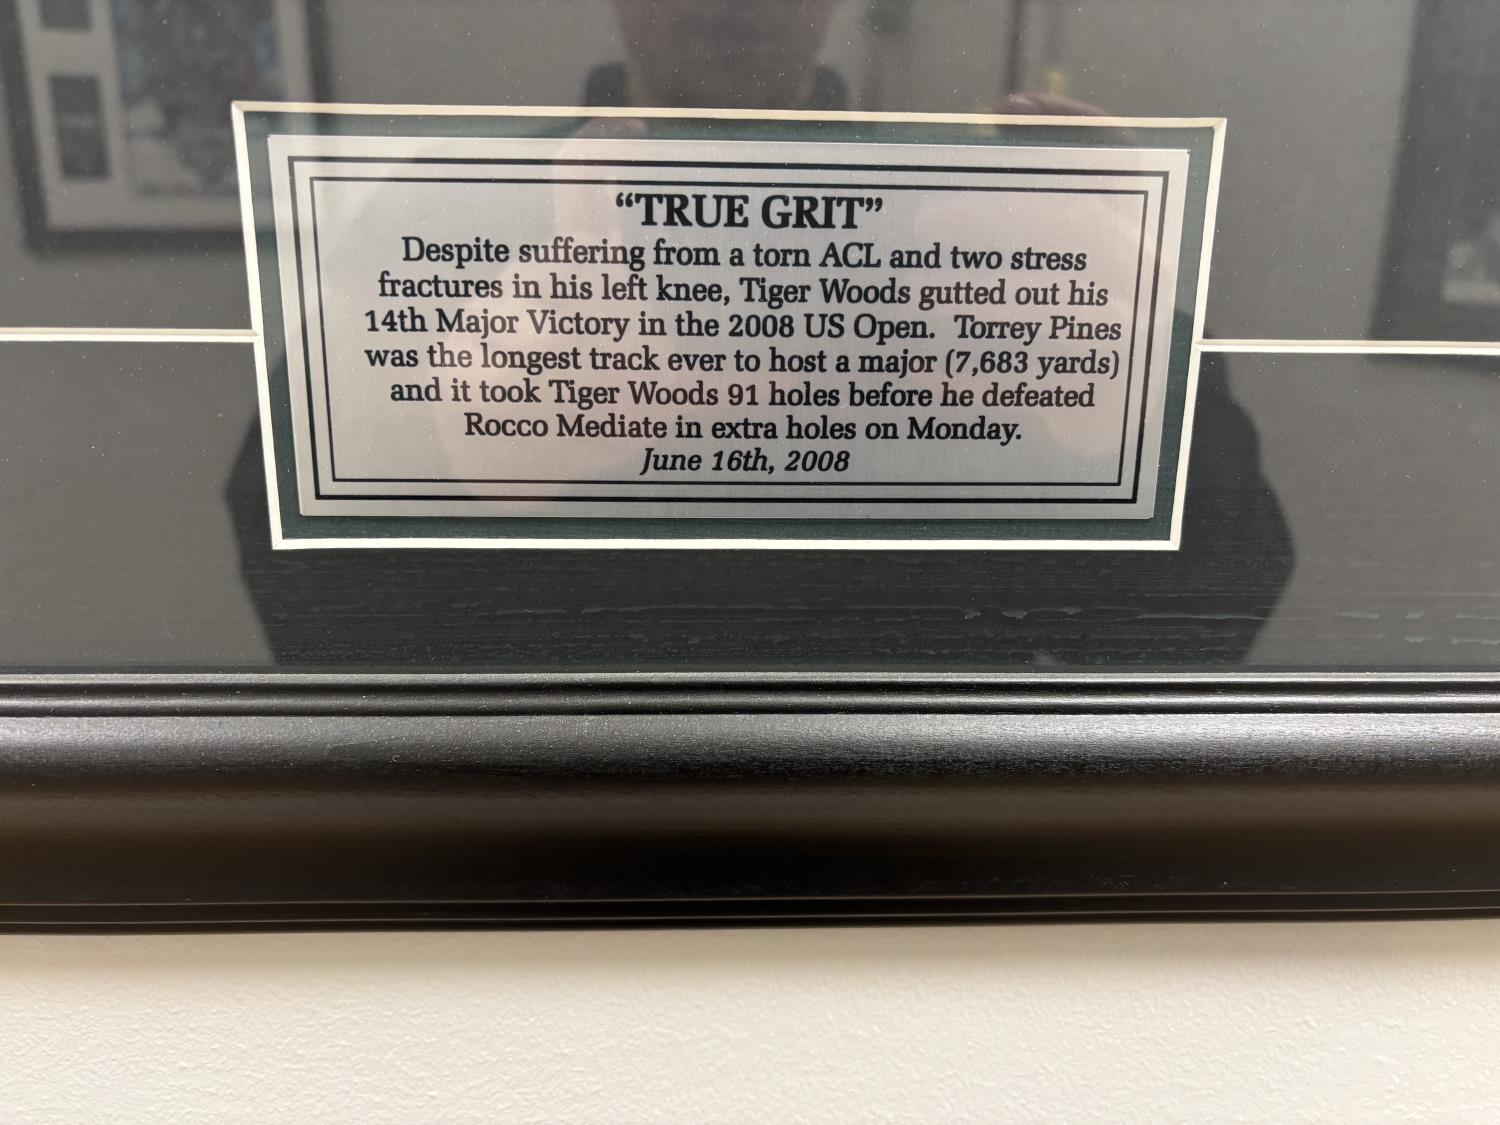 “TRUE GRIT”
Despite suffering from a torn ACL and two stress
fractures in his left knee, Tiger Woods gutted out his
14th Major Victory in the 2008 US Open.  Torrey Pines
was the longest track ever to host a major (7,683 yards)
and it took Tiger Woods 91 holes before he defeated
Rocco Mediate in extra holes on Monday.
June 16th, 2008